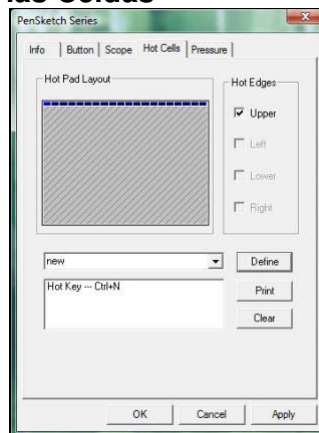 PenSketch Series
Info Button Scope Hot Cells Pressure
Hot Pad Layout
Hot Edges
Upper
Left
Lower
Right
new
Define
Hot Key --- Ctrl+N
Print
Clear
OK Cancel Apply